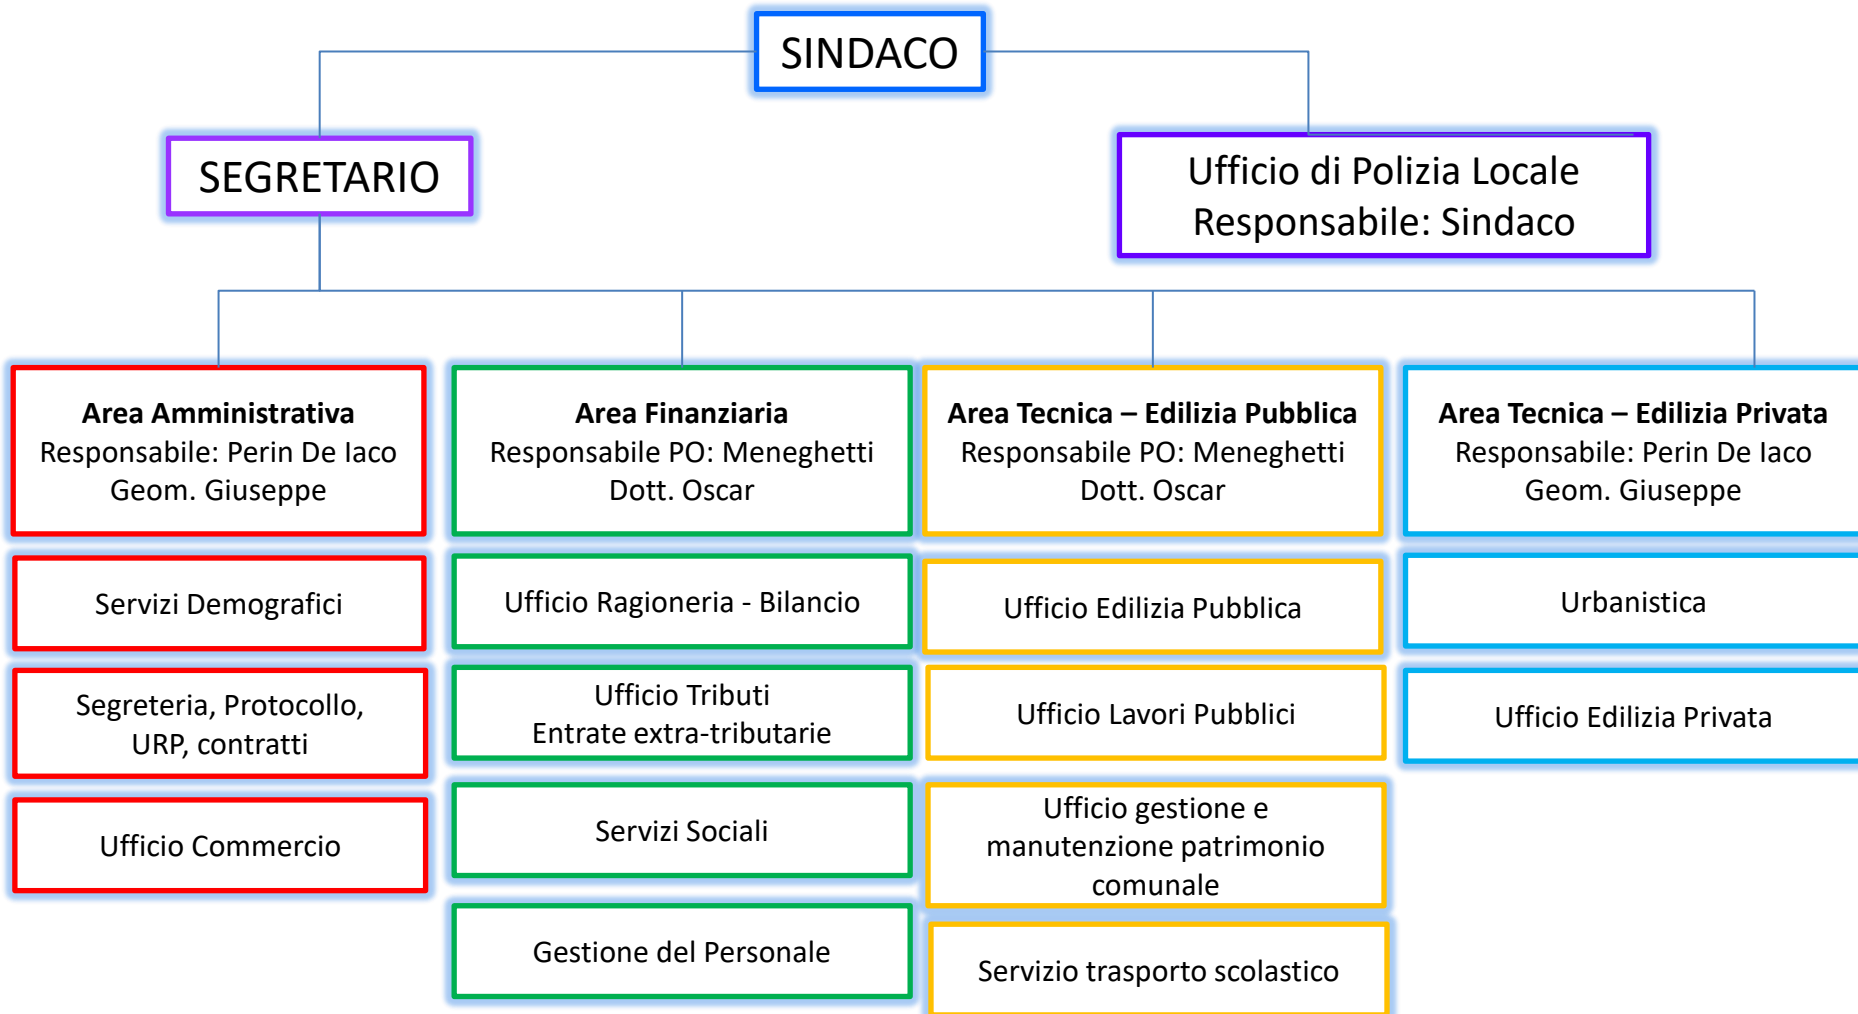 SINDACO
SEGRETARIO
Ufficio di Polizia Locale
Responsabile: Sindaco
Area Amministrativa
Responsabile: Perin De Iaco
Geom. Giuseppe
Servizi Demografici
Segreteria, Protocollo,
URP, contratti
Ufficio Commercio
Area Finanziaria
Responsabile PO: Meneghetti
Dott. Oscar
Ufficio Ragioneria - Bilancio
Ufficio Tributi
Entrate extra-tributarie
Servizi Sociali
Gestione del Personale
Area Tecnica – Edilizia Pubblica
Responsabile PO: Meneghetti
Dott. Oscar
Ufficio Edilizia Pubblica
Ufficio Lavori Pubblici
Ufficio gestione e
manutenzione patrimonio
comunale
Servizio trasporto scolastico
Area Tecnica – Edilizia Privata
Responsabile: Perin De Iaco
Geom. Giuseppe
Urbanistica
Ufficio Edilizia Privata